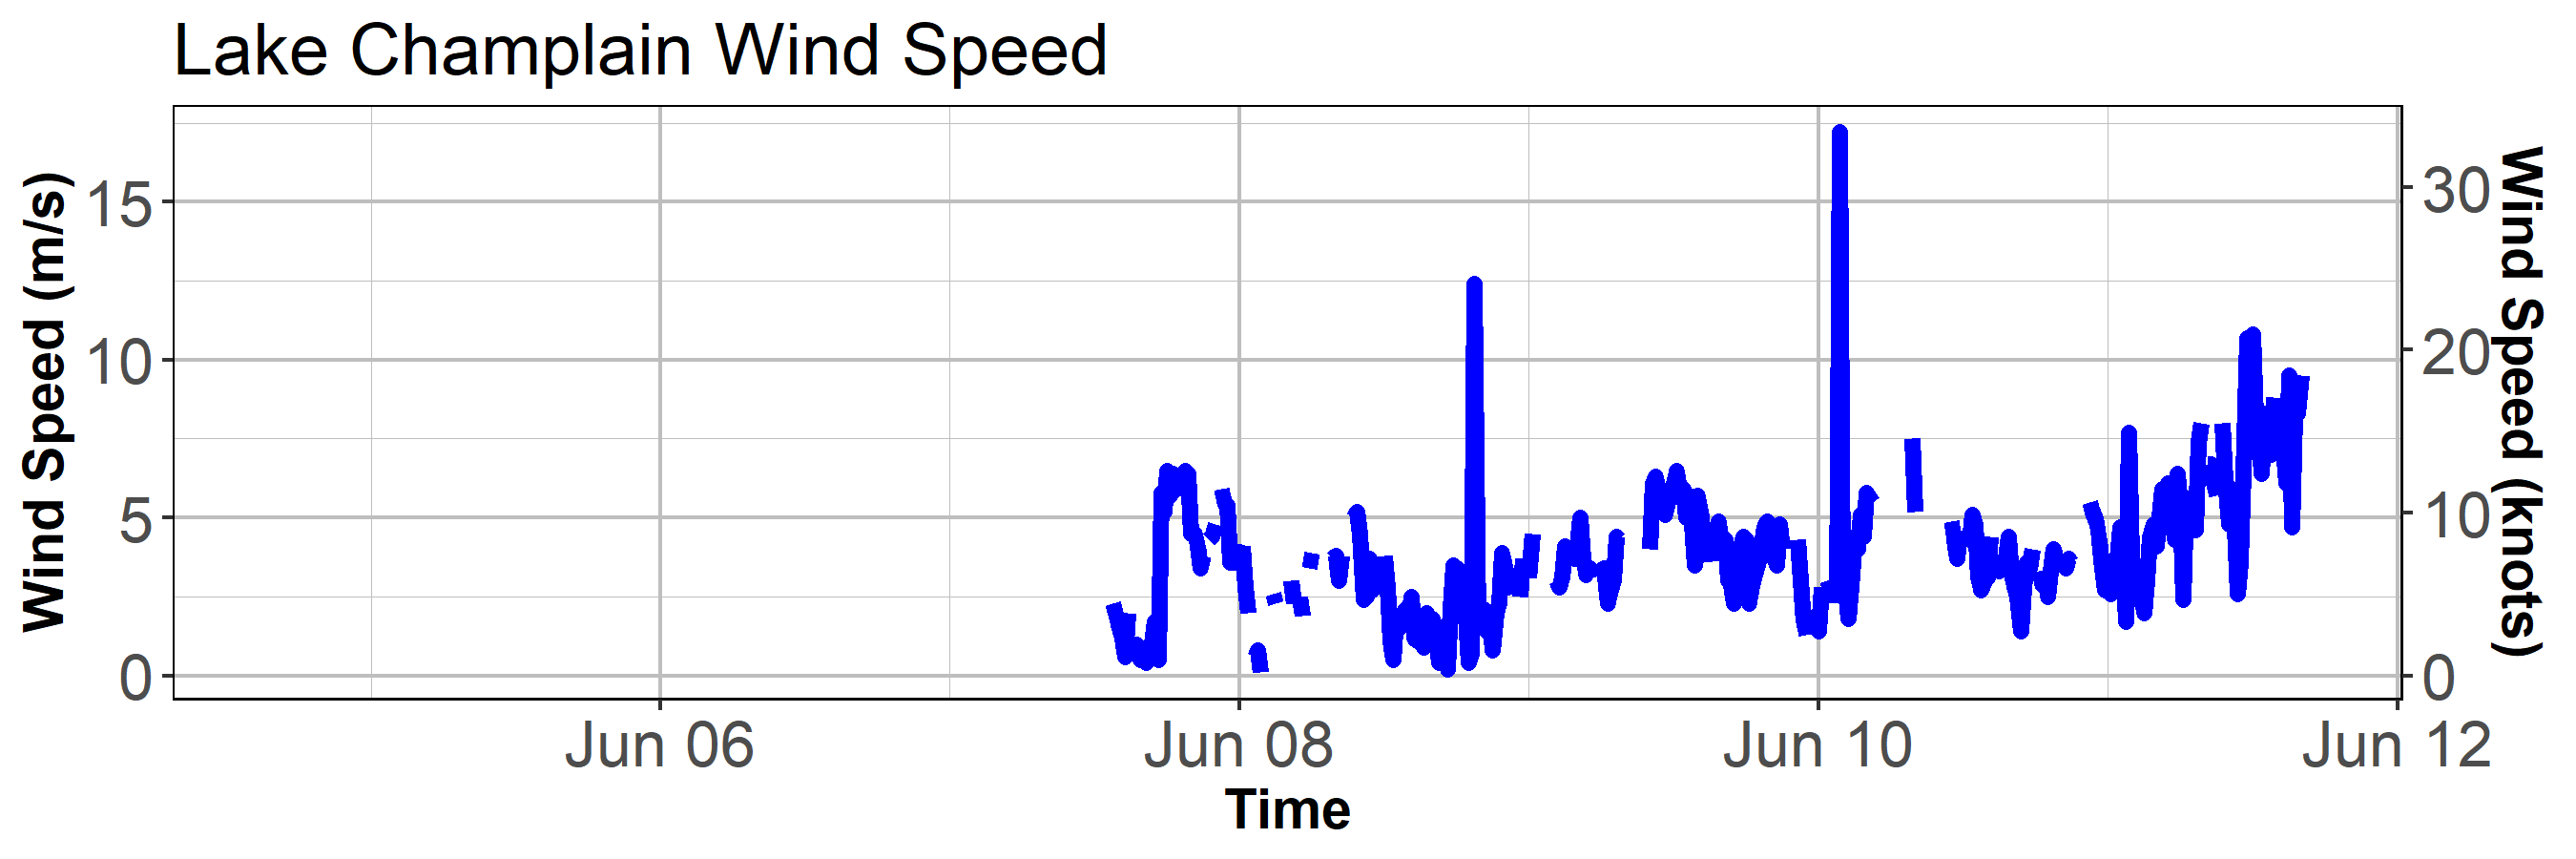 Lake Champlain Wind Speed
Wind Speed (m/s)
15
10
5
0
30
20
10
0
Wind Speed (knots)
Jun 06
Jun 08
Jun 10
Jun 12
Time